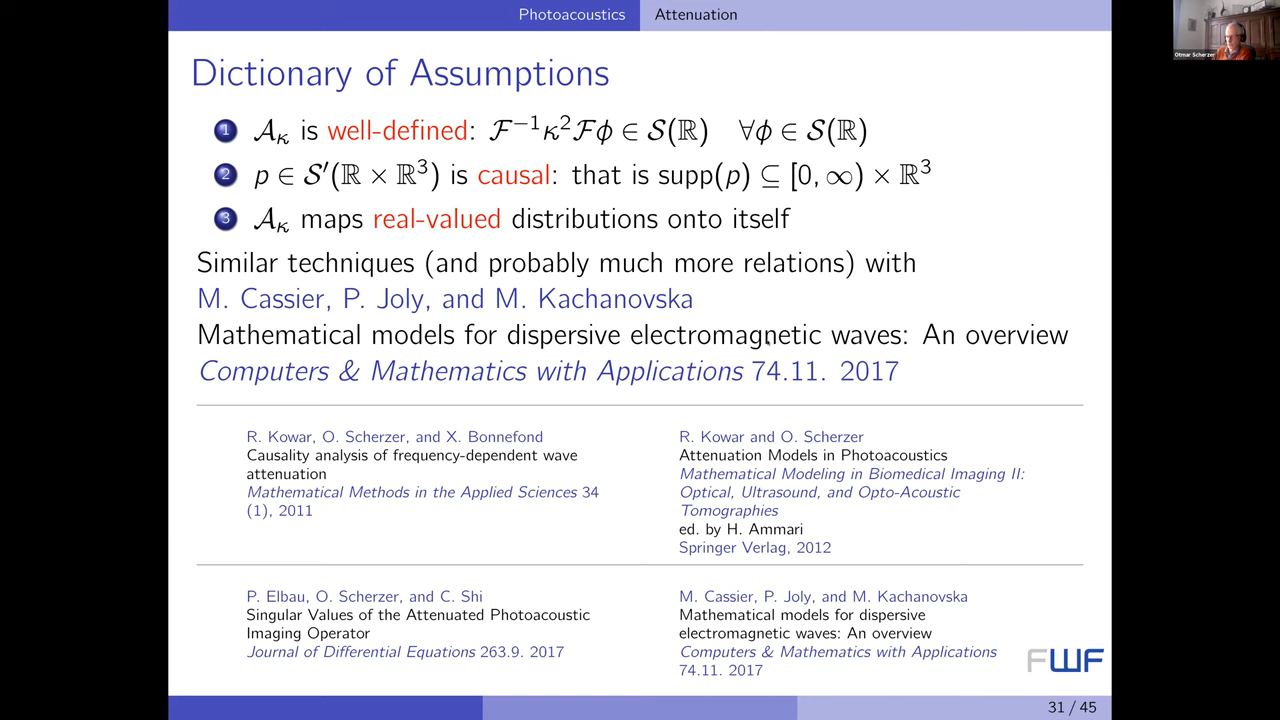 Photoacoustics Attenuation
Otmar Scherzer
Dictionary of Assumptions
1 𝒜κ is well-defined: ℱ⁻¹κ²ℱϕ ∈ 𝒮(ℝ) ∀ϕ ∈ 𝒮(ℝ)
2 p ∈ 𝒮′(ℝ × ℝ³) is causal: that is supp(p) ⊆ [0, ∞) × ℝ³
3 𝒜κ maps real-valued distributions onto itself
Similar techniques (and probably much more relations) with
M. Cassier, P. Joly, and M. Kachanovska
Mathematical models for dispersive electromagnetic waves: An overview
Computers & Mathematics with Applications 74.11. 2017
R. Kowar, O. Scherzer, and X. Bonnefond
Causality analysis of frequency-dependent wave
attenuation
Mathematical Methods in the Applied Sciences 34
(1), 2011
R. Kowar and O. Scherzer
Attenuation Models in Photoacoustics
Mathematical Modeling in Biomedical Imaging II:
Optical, Ultrasound, and Opto-Acoustic
Tomographies
ed. by H. Ammari
Springer Verlag, 2012
P. Elbau, O. Scherzer, and C. Shi
Singular Values of the Attenuated Photoacoustic
Imaging Operator
Journal of Differential Equations 263.9. 2017
M. Cassier, P. Joly, and M. Kachanovska
Mathematical models for dispersive
electromagnetic waves: An overview
Computers & Mathematics with Applications
74.11. 2017
FWF
31 / 45